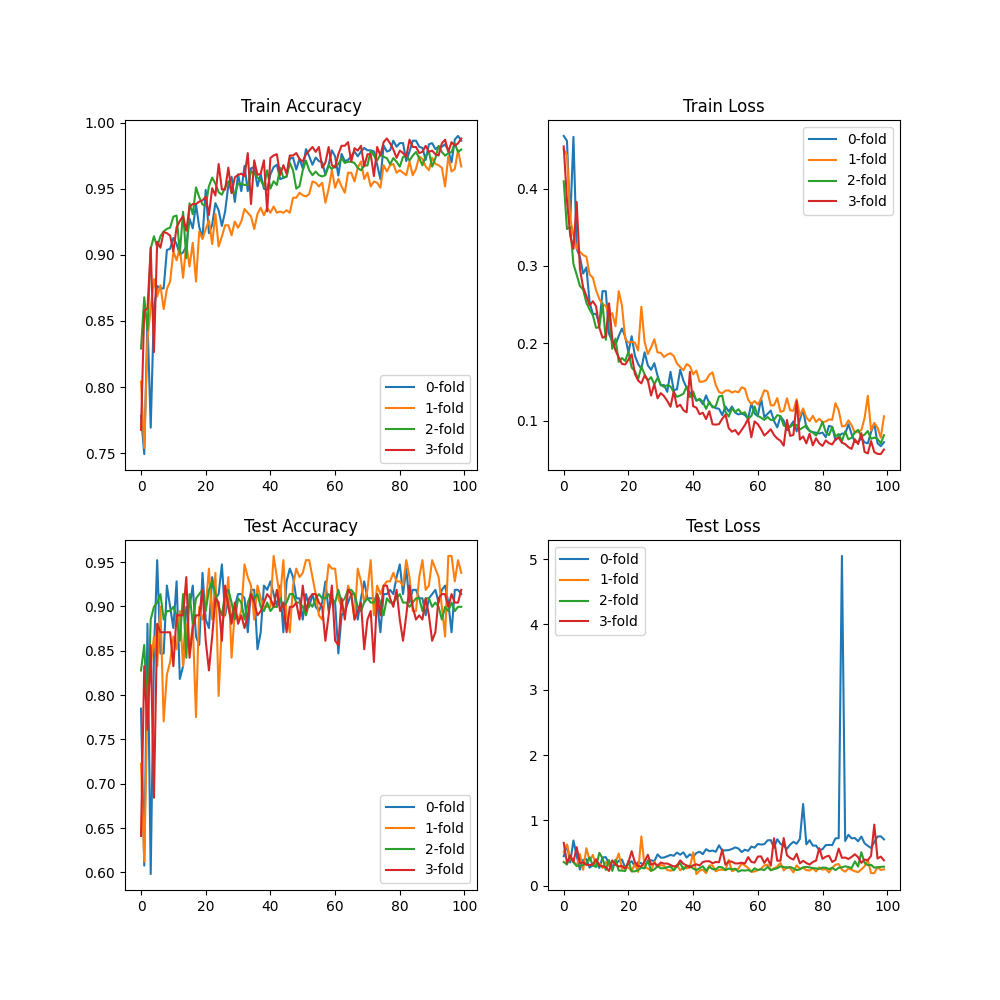 Train Accuracy
1.00
0.95
0.90
0.85
0.80
0.75
0 20 40 60 80 100
0-fold
1-fold
2-fold
3-fold
Train Loss
0.4
0.3
0.2
0.1
0 20 40 60 80 100
0-fold
1-fold
2-fold
3-fold
Test Accuracy
0.95
0.90
0.85
0.80
0.75
0.70
0.65
0.60
0 20 40 60 80 100
0-fold
1-fold
2-fold
3-fold
Test Loss
5
4
3
2
1
0
0 20 40 60 80 100
0-fold
1-fold
2-fold
3-fold